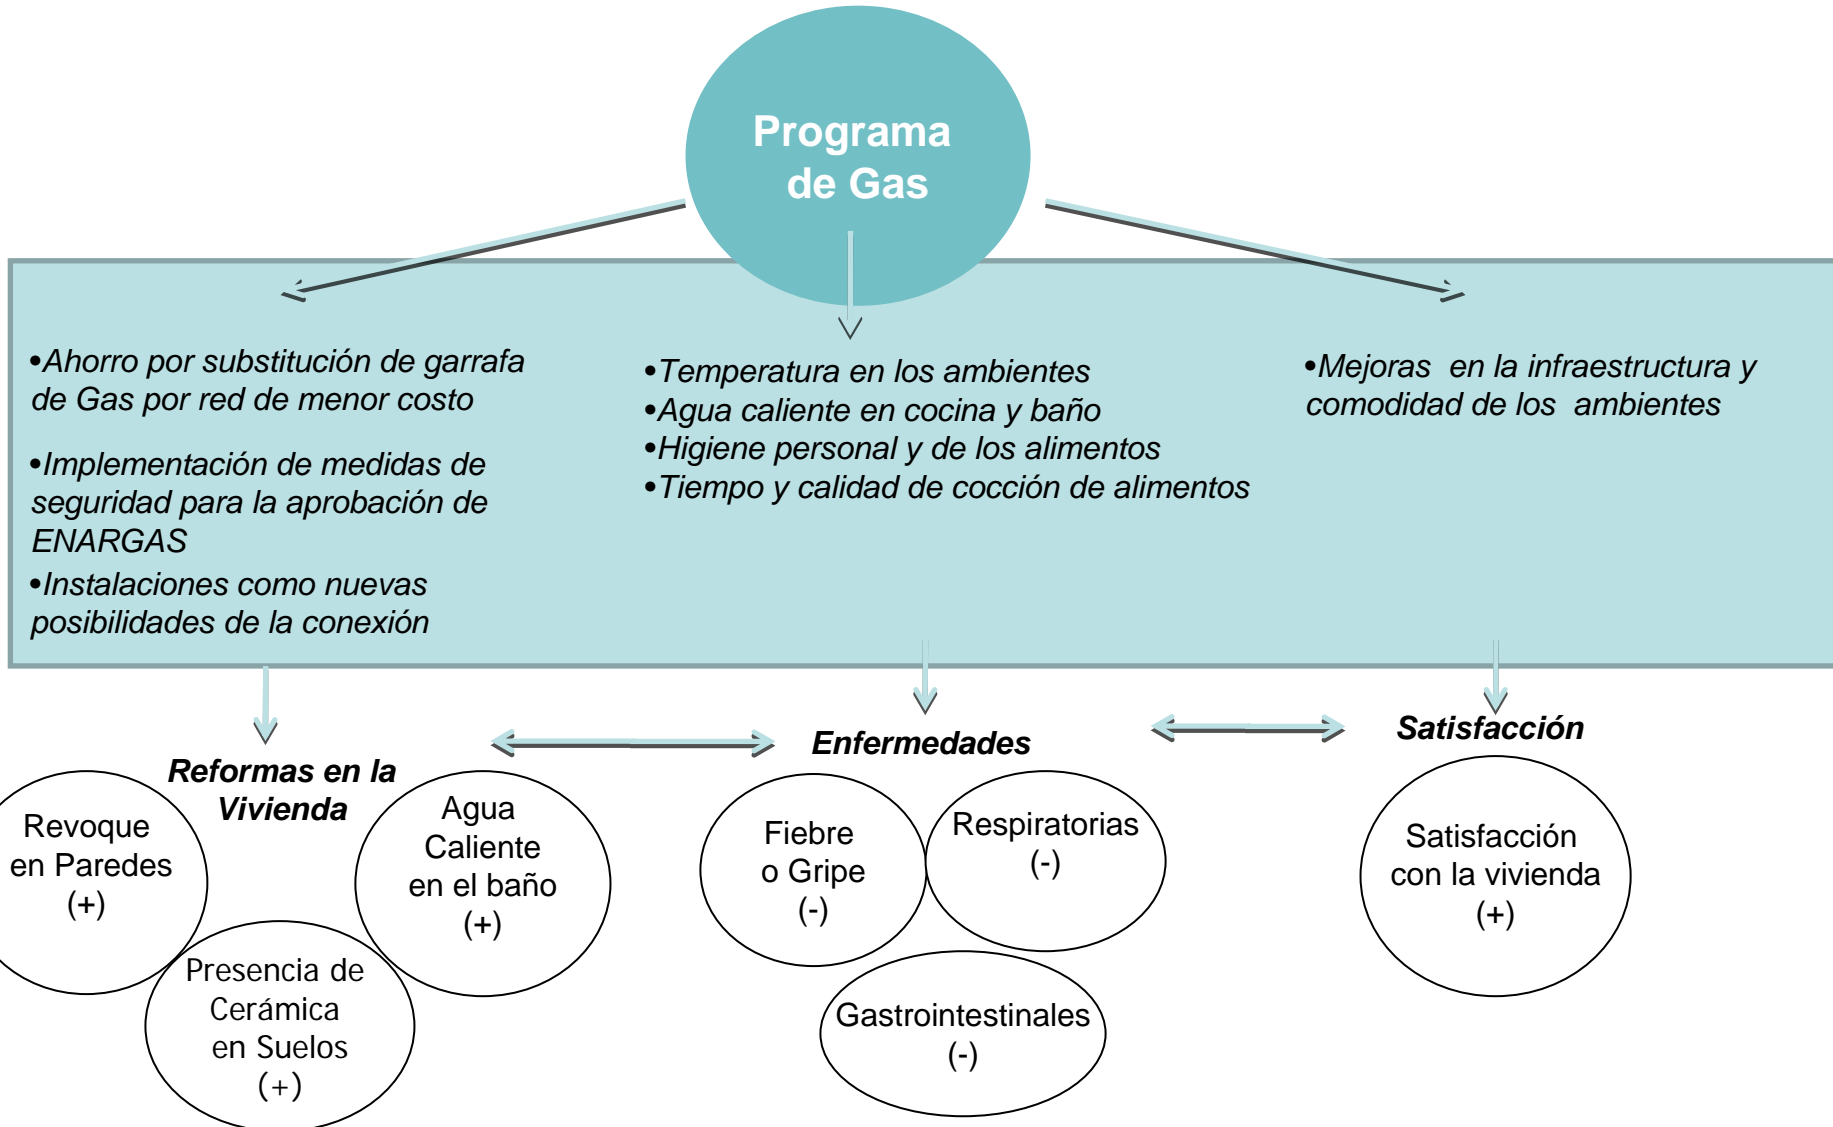 Programa
de Gas
•Ahorro por substitución de garrafa
de Gas por red de menor costo
•Implementación de medidas de
seguridad para la aprobación de
ENARGAS
•Instalaciones como nuevas
posibilidades de la conexión
•Temperatura en los ambientes
•Agua caliente en cocina y baño
•Higiene personal y de los alimentos
•Tiempo y calidad de cocción de alimentos
•Mejoras en la infraestructura y
comodidad de los ambientes
Reformas en la
Vivienda
Revoque
en Paredes
(+)
Presencia de
Cerámica
en Suelos
(+)
Agua
Caliente
en el baño
(+)
Enfermedades
Fiebre
o Gripe
(-)
Respiratorias
(-)
Gastrointestinales
(-)
Satisfacción
Satisfacción
con la vivienda
(+)